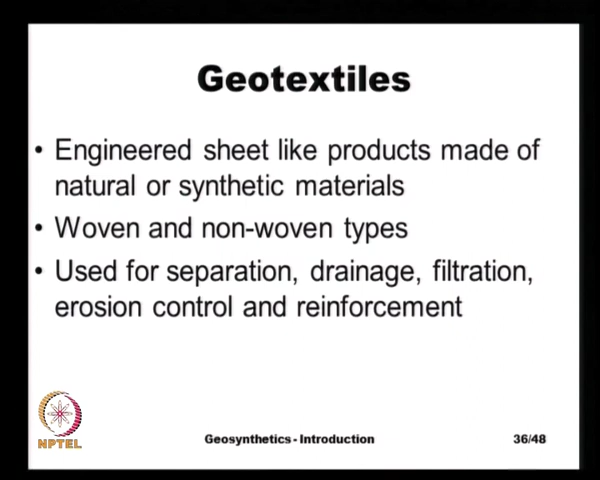 Geotextiles
• Engineered sheet like products made of
natural or synthetic materials
• Woven and non-woven types
• Used for separation, drainage, filtration,
erosion control and reinforcement
NPTEL
Geosynthetics - Introduction
36/48